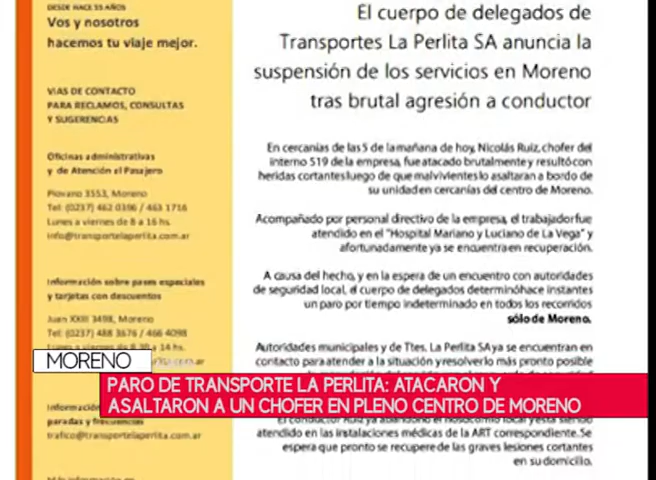 DESDE HACE 55 AÑOS
Vos y nosotros
hacemos tu viaje mejor.
VIAS DE CONTACTO
PARA RECLAMOS, CONSULTAS
Y SUGERENCIAS
Oficinas administrativas
y de Atención al Pasajero
Piovano 3553, Moreno
Tel: (0237) 462 0396 / 463 1716
Lunes a viernes de 8 a 16 hs.
info@transportelaperlita.com.ar
Información sobre pases especiales
y tarjetas con descuentos
Juan XXIII 3498, Moreno
Tel: (0237) 488 3676 / 466 4098
Lunes a viernes de 8.30 a 14 hs.
Información
paradas y frecuencias
trafico@transportelaperlita.com.ar
El cuerpo de delegados de
Transportes La Perlita SA anuncia la
suspensión de los servicios en Moreno
tras brutal agresión a conductor
En cercanías de las 5 de la mañana de hoy, Nicolás Ruiz, chofer del
interno 519 de la empresa, fue atacado brutalmente y resultó con
heridas cortantes luego de que malvivientes lo asaltaran a bordo de
su unidad en cercanías del centro de Moreno.
Acompañado por personal directivo de la empresa, el trabajador fue
atendido en el "Hospital Mariano y Luciano de La Vega" y
afortunadamente ya se encuentra en recuperación.
A causa del hecho, y en la espera de un encuentro con autoridades
de seguridad local, el cuerpo de delegados determinó hace instantes
un paro por tiempo indeterminado en todos los recorridos
sólo de Moreno.
Autoridades municipales y de Ttes. La Perlita SA ya se encuentran en
contacto para atender a la situación y resolverlo más pronto posible
El conductor Ruiz ya abandonó el nosocomio local y está siendo
atendido en las instalaciones médicas de la ART correspondiente. Se
espera que pronto se recupere de las graves lesiones cortantes
en su domicilio.
MORENO
PARO DE TRANSPORTE LA PERLITA: ATACARON Y
ASALTARON A UN CHOFER EN PLENO CENTRO DE MORENO